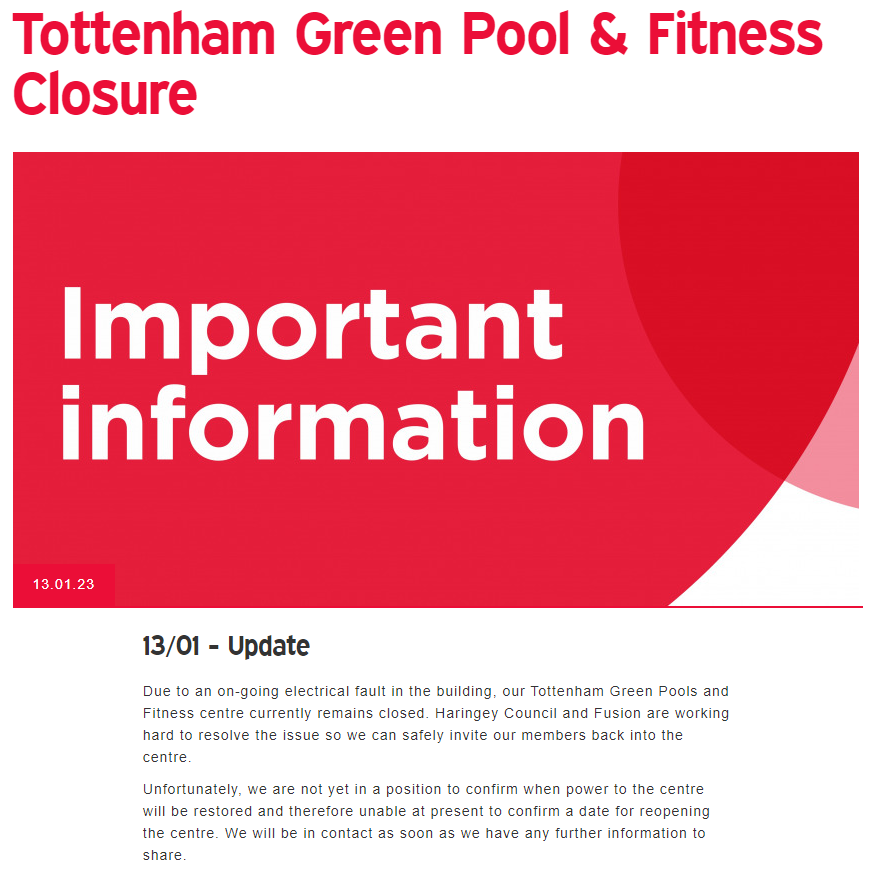 Tottenham Green Pool & Fitness
Closure
Important
information
13.01.23
13/01 – Update
Due to an on-going electrical fault in the building, our Tottenham Green Pools and
Fitness centre currently remains closed. Haringey Council and Fusion are working
hard to resolve the issue so we can safely invite our members back into the
centre.
Unfortunately, we are not yet in a position to confirm when power to the centre
will be restored and therefore unable at present to confirm a date for reopening
the centre. We will be in contact as soon as we have any further information to
share.